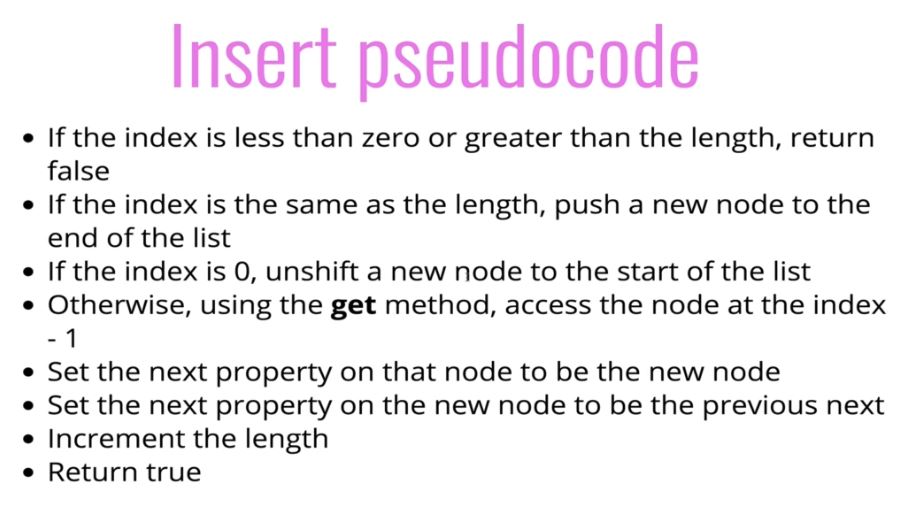 Insert pseudocode
• If the index is less than zero or greater than the length, return
false
• If the index is the same as the length, push a new node to the
end of the list
• If the index is 0, unshift a new node to the start of the list
• Otherwise, using the get method, access the node at the index
- 1
• Set the next property on that node to be the new node
• Set the next property on the new node to be the previous next
• Increment the length
• Return true